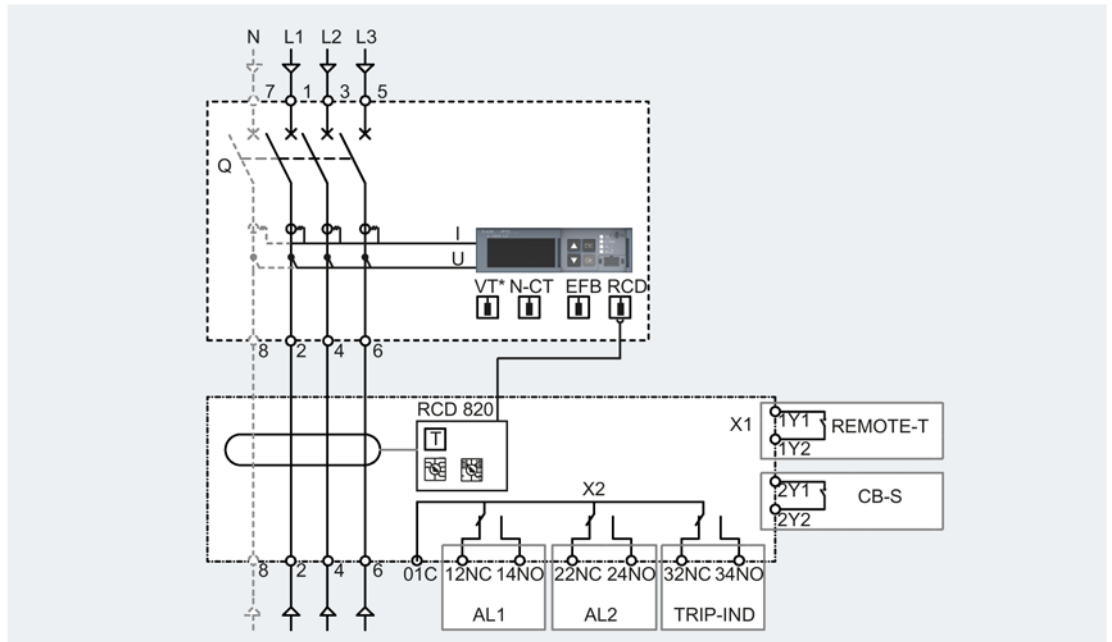 N L1 L2 L3
7 1 3 5
Q
I
U
VT* N-CT EFB RCD
8 2 4 6
RCD 820
T
X1
1Y1
REMOTE-T
1Y2
2Y1
CB-S
2Y2
X2
8 2 4 6 01C 12NC 14NO 22NC 24NO 32NC 34NO
AL1 AL2 TRIP-IND